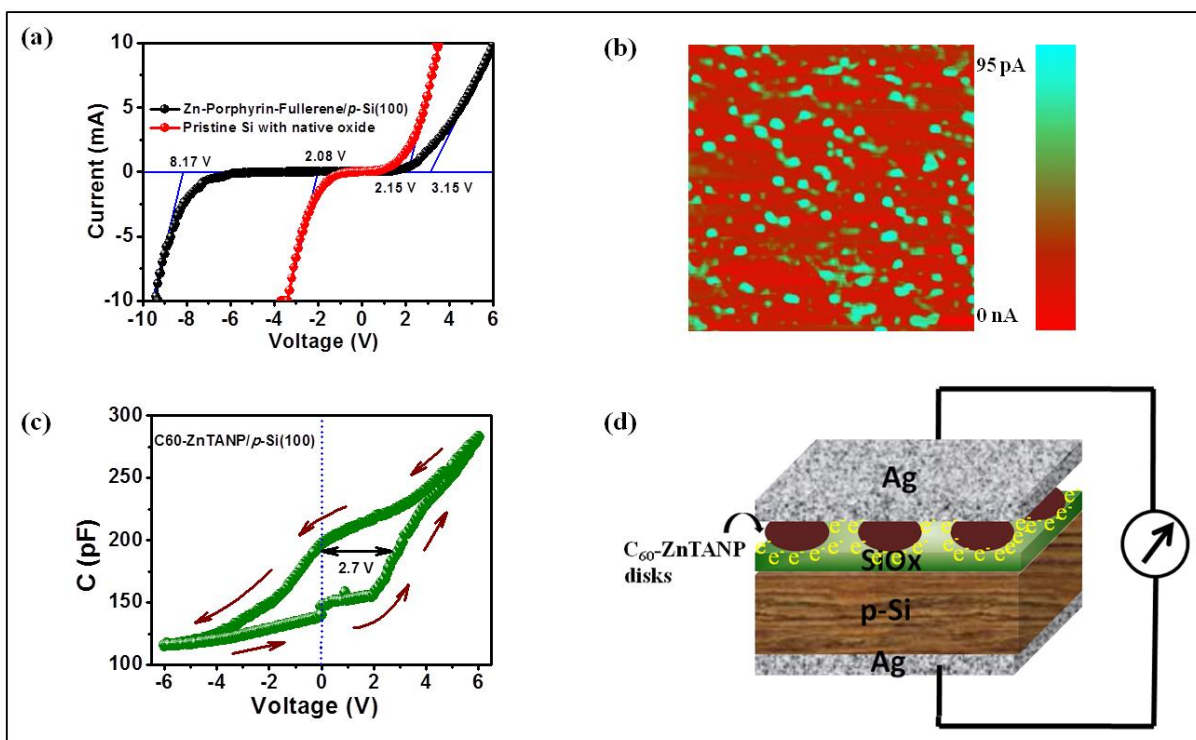 (a)
10
5
0
-5
-10
Current (mA)
Zn-Porphyrin-Fullerene/p-Si(100)
Pristine Si with native oxide
8.17 V
2.08 V
2.15 V
3.15 V
-10 -8 -6 -4 -2 0 2 4 6
Voltage (V)
(b)
95 pA
0 nA
(c)
300
250
200
150
100
C (pF)
C60-ZnTANP/p-Si(100)
2.7 V
-6 -4 -2 0 2 4 6
Voltage (V)
(d)
Ag
C₆₀-ZnTANP
disks
e⁻ e⁻ e⁻ e⁻ e⁻ e⁻ e⁻ e⁻
SiOx
p-Si
Ag